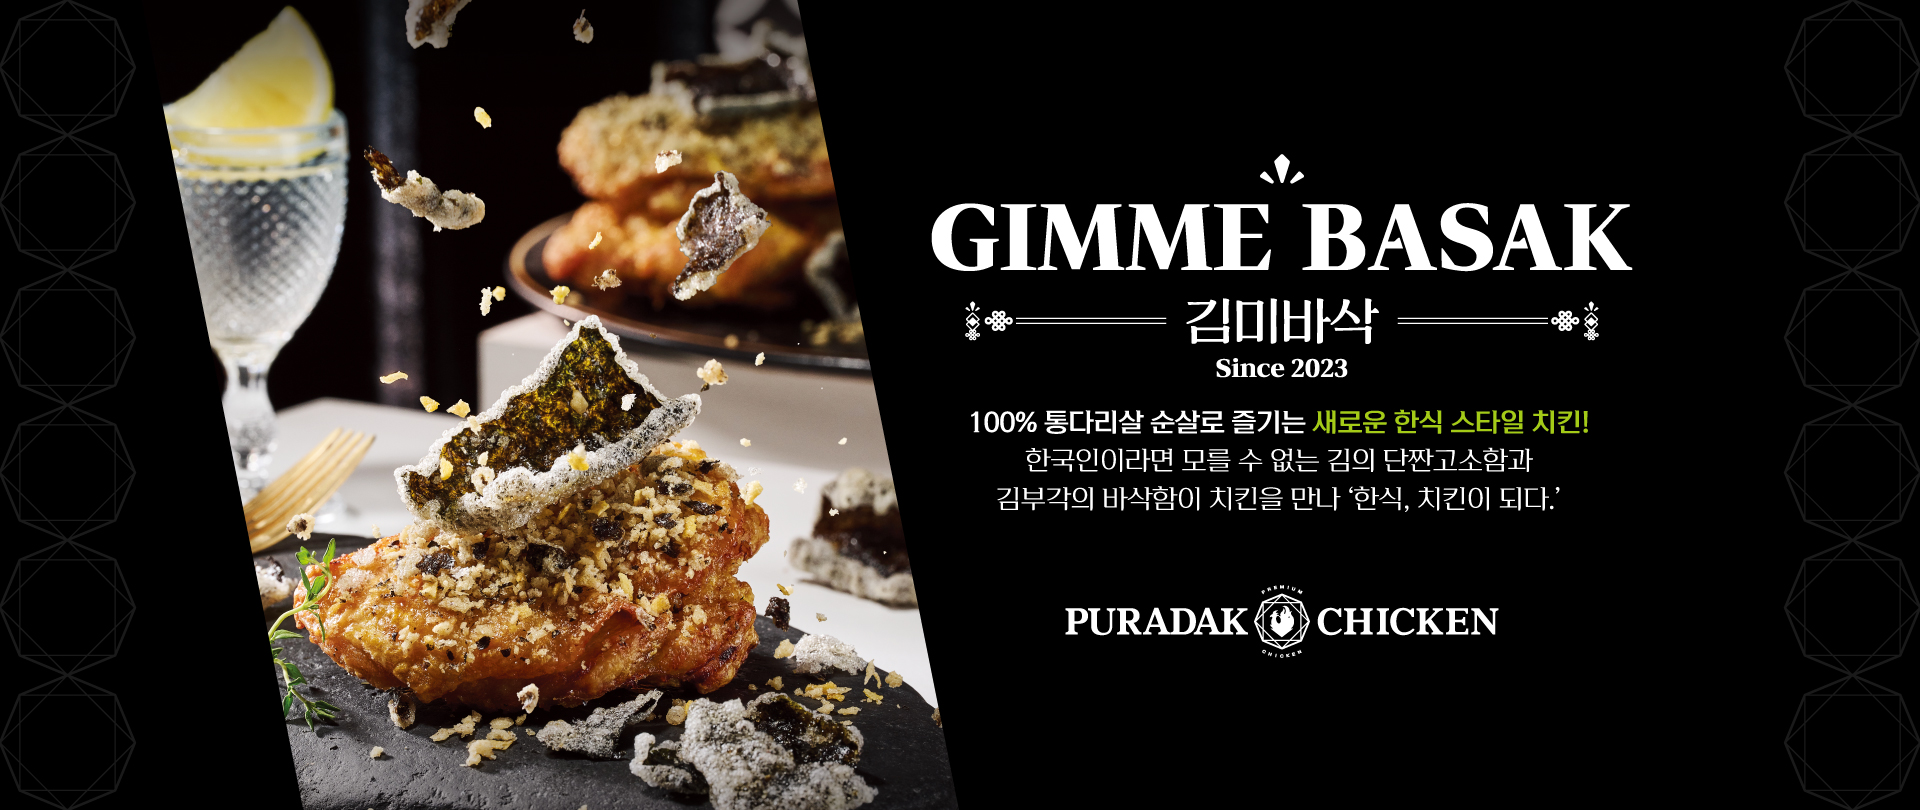 GIMME BASAK
김미바삭
Since 2023
100% 통다리살 순살로 즐기는 새로운 한식 스타일 치킨!
한국인이라면 모를 수 없는 김의 단짠고소함과
김부각의 바삭함이 치킨을 만나 ‘한식, 치킨이 되다.’
PREMIUM
PURADAK CHICKEN
CHICKEN